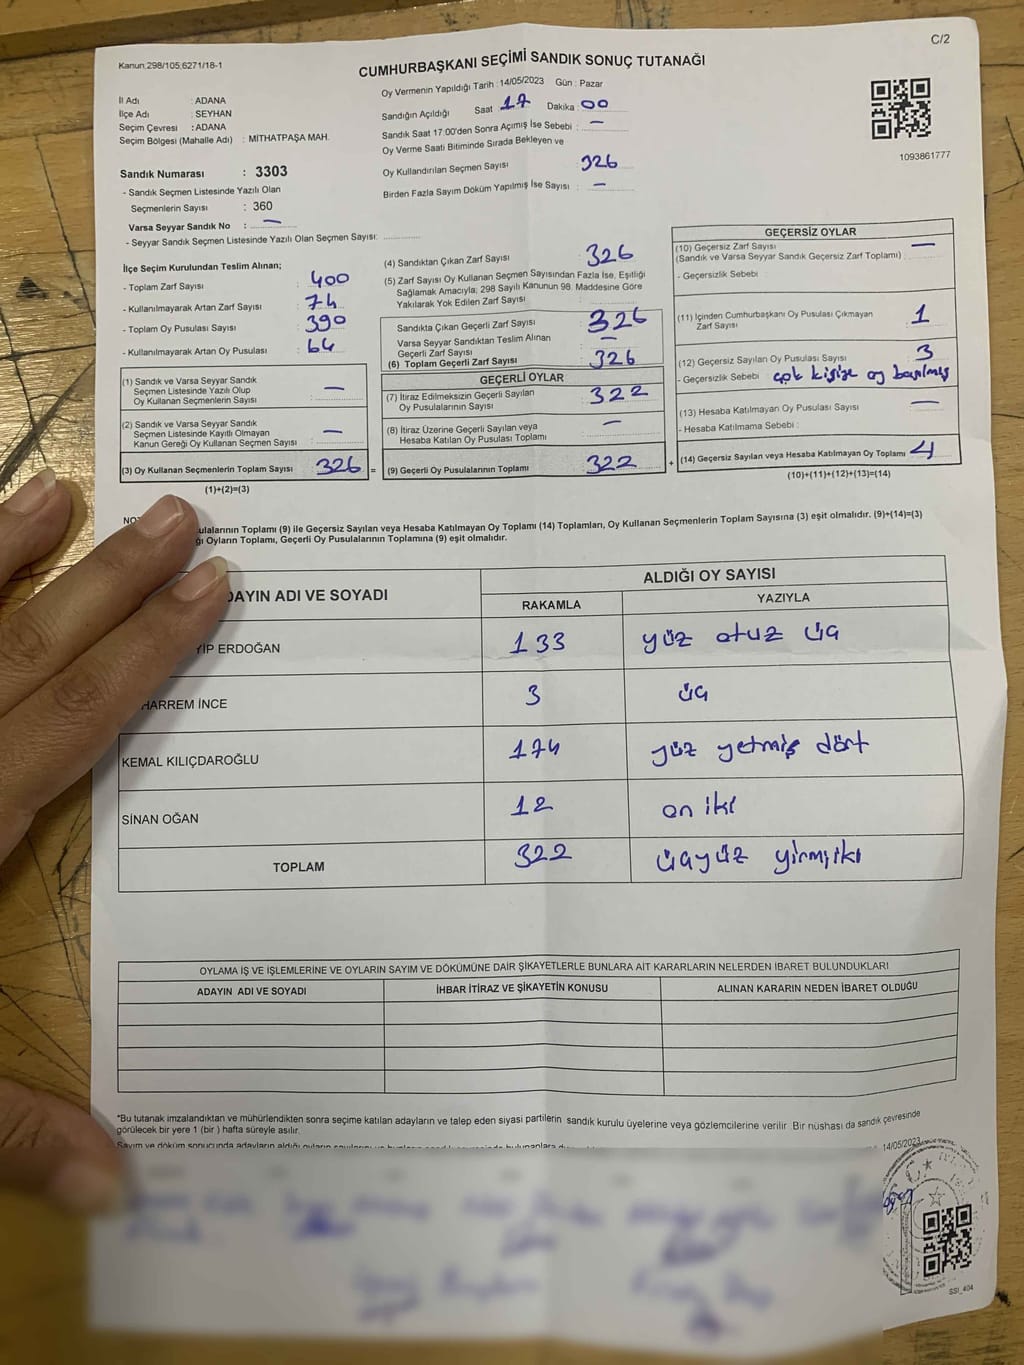 C/2
Kanun:298/105;6271/18-1
CUMHURBAŞKANI SEÇİMİ SANDIK SONUÇ TUTANAĞI
İl Adı : ADANA
İlçe Adı : SEYHAN
Seçim Çevresi : ADANA
Seçim Bölgesi (Mahalle Adı) : MİTHATPAŞA MAH.
Sandık Numarası : 3303
- Sandık Seçmen Listesinde Yazılı Olan
Seçmenlerin Sayısı : 360
Varsa Seyyar Sandık No : —
- Seyyar Sandık Seçmen Listesinde Yazılı Olan Seçmen Sayısı:
Oy Vermenin Yapıldığı Tarih : 14/05/2023 Gün : Pazar
Sandığın Açıldığı Saat 17 Dakika 00
Sandık Saat 17:00'den Sonra Açımış İse Sebebi : —
Oy Verme Saati Bitiminde Sırada Bekleyen ve
Oy Kullandırılan Seçmen Sayısı : 326
Birden Fazla Sayım Döküm Yapılmış İse Sayısı : —
1093861777
İlçe Seçim Kurulundan Teslim Alınan;
- Toplam Zarf Sayısı : 400
- Kullanılmayarak Artan Zarf Sayısı : 74
- Toplam Oy Pusulası Sayısı : 390
- Kullanılmayarak Artan Oy Pusulası : 64
(1) Sandık ve Varsa Seyyar Sandık
Seçmen Listesinde Yazılı Olup
Oy Kullanan Seçmenlerin Sayısı : —
(2) Sandık ve Varsa Seyyar Sandık
Seçmen Listesinde Kayıtlı Olmayan
Kanun Gereği Oy Kullanan Seçmen Sayısı : —
(3) Oy Kullanan Seçmenlerin Toplam Sayısı 326 =
(1)+(2)=(3)
(4) Sandıktan Çıkan Zarf Sayısı : 326
(5) Zarf Sayısı Oy Kullanan Seçmen Sayısından Fazla İse, Eşitliği
Sağlamak Amacıyla; 298 Sayılı Kanunun 98. Maddesine Göre
Yakılarak Yok Edilen Zarf Sayısı
Sandıkta Çıkan Geçerli Zarf Sayısı : 326
Varsa Seyyar Sandıktan Teslim Alınan
Geçerli Zarf Sayısı : —
(6) Toplam Geçerli Zarf Sayısı : 326
GEÇERLİ OYLAR
(7) İtiraz Edilmeksizin Geçerli Sayılan
Oy Pusulalarının Sayısı : 322
(8) İtiraz Üzerine Geçerli Sayılan veya
Hesaba Katılan Oy Pusulası Toplamı : —
(9) Geçerli Oy Pusulalarının Toplamı : 322 +
GEÇERSİZ OYLAR
(10) Geçersiz Zarf Sayısı —
(Sandık ve Varsa Seyyar Sandık Geçersiz Zarf Toplamı) :
- Geçersizlik Sebebi :
(11) İçinden Cumhurbaşkanı Oy Pusulası Çıkmayan
Zarf Sayısı : 1
(12) Geçersiz Sayılan Oy Pusulası Sayısı : 3
- Geçersizlik Sebebi : çok kişiye oy basılmış
(13) Hesaba Katılmayan Oy Pusulası Sayısı : —
- Hesaba Katılmama Sebebi :
(14) Geçersiz Sayılan veya Hesaba Katılmayan Oy Toplamı : 4
(10)+(11)+(12)+(13)=(14)
ulalarının Toplamı (9) ile Geçersiz Sayılan veya Hesaba Katılmayan Oy Toplamı (14) Toplamları, Oy Kullanan Seçmenlerin Toplam Sayısına (3) eşit olmalıdır. (9)+(14)=(3)
ğı Oyların Toplamı, Geçerli Oy Pusulalarının Toplamına (9) eşit olmalıdır.
DAYIN ADI VE SOYADI ALDIĞI OY SAYISI
RAKAMLA YAZIYLA
YİP ERDOĞAN 133 yüz otuz üç
HARREM İNCE 3 üç
KEMAL KILIÇDAROĞLU 174 yüz yetmiş dört
SİNAN OĞAN 12 on iki
TOPLAM 322 üçyüz yirmiiki
OYLAMA İŞ VE İŞLEMLERİNE VE OYLARIN SAYIM VE DÖKÜMÜNE DAİR ŞİKAYETLERLE BUNLARA AİT KARARLARIN NELERDEN İBARET BULUNDUKLARI
ADAYIN ADI VE SOYADI İHBAR İTİRAZ VE ŞİKAYETİN KONUSU ALINAN KARARIN NEDEN İBARET OLDUĞU
*Bu tutanak imzalandıktan ve mühürlendikten sonra seçime katılan adayların ve talep eden siyasi partilerin sandık kurulu üyelerine veya gözlemcilerine verilir. Bir nüshası da sandık çevresinde
görülecek bir yere 1 (bir) hafta süreyle asılır.
14/05/2023
SSI_404